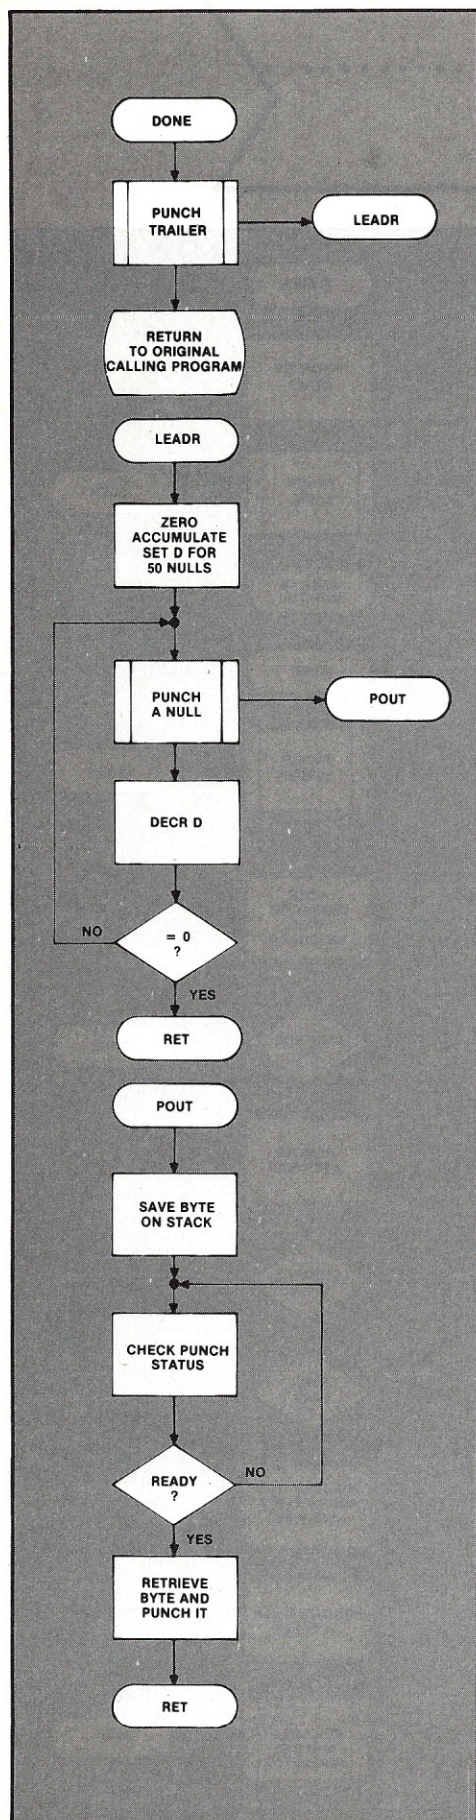 DONE
PUNCH
TRAILER
LEADR
RETURN
TO ORIGINAL
CALLING PROGRAM
LEADR
ZERO
ACCUMULATE
SET D FOR
50 NULLS
PUNCH
A NULL
POUT
DECR D
= 0
?
NO
YES
RET
POUT
SAVE BYTE
ON STACK
CHECK PUNCH
STATUS
READY
?
NO
YES
RETRIEVE
BYTE AND
PUNCH IT
RET